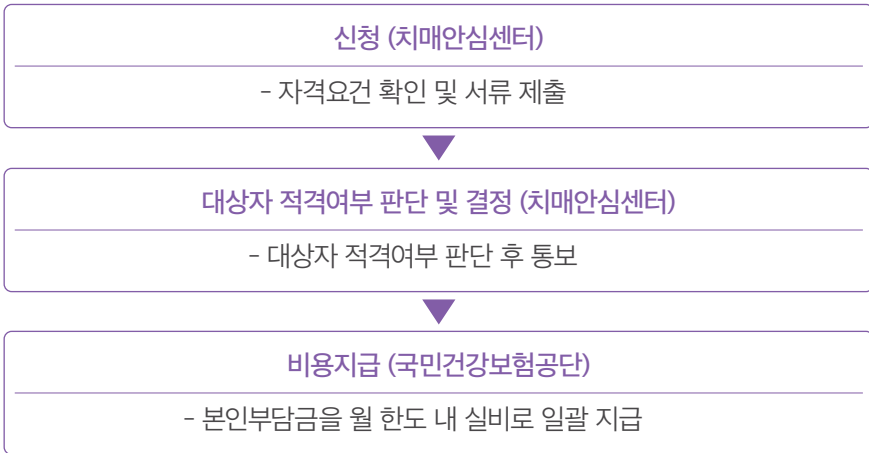 신청 (치매안심센터)
- 자격요건 확인 및 서류 제출
대상자 적격여부 판단 및 결정 (치매안심센터)
- 대상자 적격여부 판단 후 통보
비용지급 (국민건강보험공단)
- 본인부담금을 월 한도 내 실비로 일괄 지급